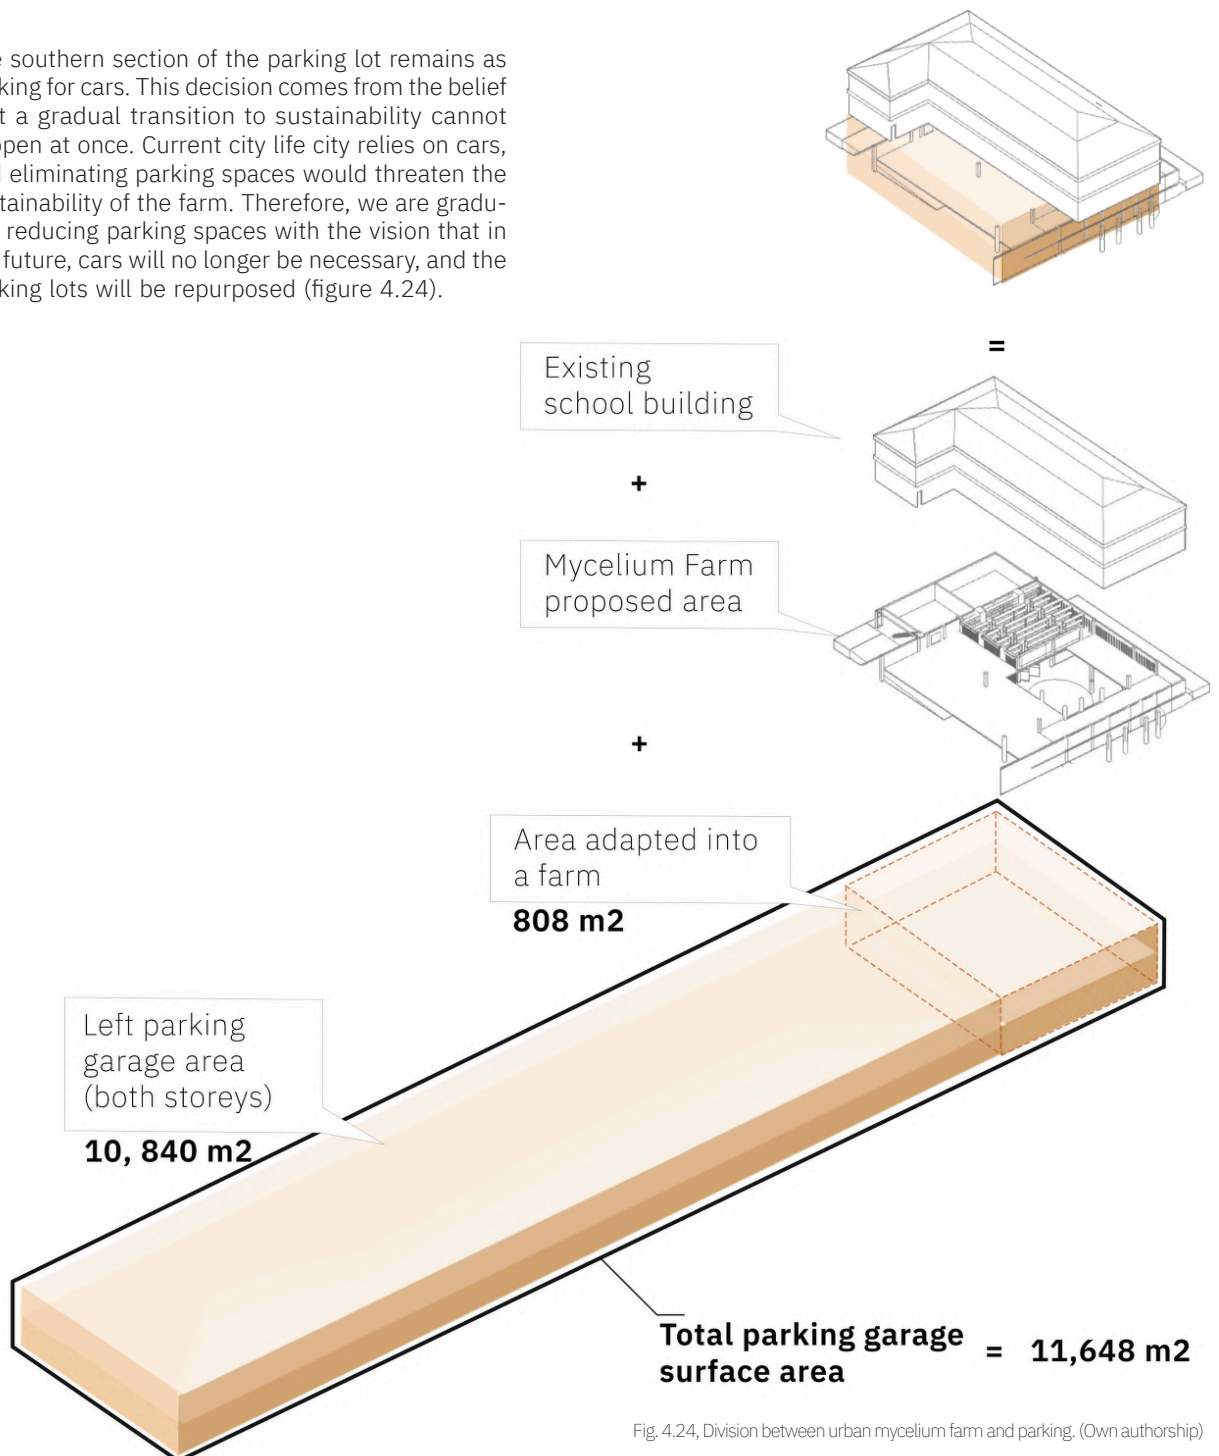 e southern section of the parking lot remains as
king for cars. This decision comes from the belief
t a gradual transition to sustainability cannot
ppen at once. Current city life city relies on cars,
d eliminating parking spaces would threaten the
tainability of the farm. Therefore, we are gradu-
reducing parking spaces with the vision that in
future, cars will no longer be necessary, and the
king lots will be repurposed (figure 4.24).
=
Existing
school building
+
Mycelium Farm
proposed area
+
Area adapted into
a farm
808 m2
Left parking
garage area
(both storeys)
10, 840 m2
Total parking garage
surface area = 11,648 m2
Fig. 4.24, Division between urban mycelium farm and parking. (Own authorship)